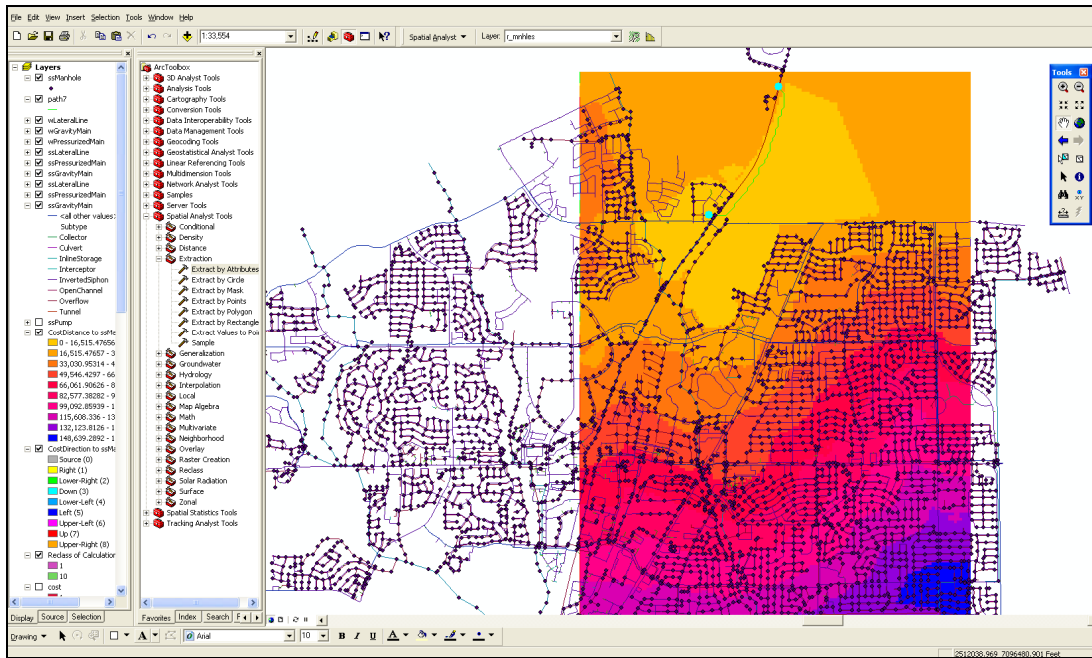 File Edit View Insert Selection Tools Window Help
1:33,554
Spatial Analyst
Layer: r_mnhles
Layers
ssManhole
path7
wLateralLine
wGravityMain
wPressurizedMain
ssLateralLine
ssPressurizedMain
ssGravityMain
ssLateralLine
ssPressurizedMain
ssGravityMain
<all other values>
Subtype
Collector
Culvert
InlineStorage
Interceptor
InvertedSiphon
OpenChannel
Overflow
Tunnel
ssPump
CostDistance to ssMa
0 - 16,515.47656
16,515.47657 - 3
33,030.95314 - 4
49,546.4297 - 66
66,061.90626 - 8
82,577.38282 - 9
99,092.85939 - 1
115,608.336 - 13
132,123.8126 - 1
148,639.2892 - 1
CostDirection to ssMa
Source (0)
Right (1)
Lower-Right (2)
Down (3)
Lower-Left (4)
Left (5)
Upper-Left (6)
Up (7)
Upper-Right (8)
Reclass of Calculation
1
10
cost
Display Source Selection
ArcToolbox
3D Analyst Tools
Analysis Tools
Cartography Tools
Conversion Tools
Data Interoperability Tools
Data Management Tools
Geocoding Tools
Geostatistical Analyst Tools
Linear Referencing Tools
Multidimension Tools
Network Analyst Tools
Samples
Server Tools
Spatial Analyst Tools
Conditional
Density
Distance
Extraction
Extract by Attributes
Extract by Circle
Extract by Mask
Extract by Points
Extract by Polygon
Extract by Rectangle
Extract Values to Poi
Sample
Generalization
Groundwater
Hydrology
Interpolation
Local
Map Algebra
Math
Multivariate
Neighborhood
Overlay
Raster Creation
Reclass
Solar Radiation
Surface
Zonal
Spatial Statistics Tools
Tracking Analyst Tools
Favorites Index Search
Tools
XY
Drawing
A
Arial
10
B I U A
2512038.969 7096480.901 Feet